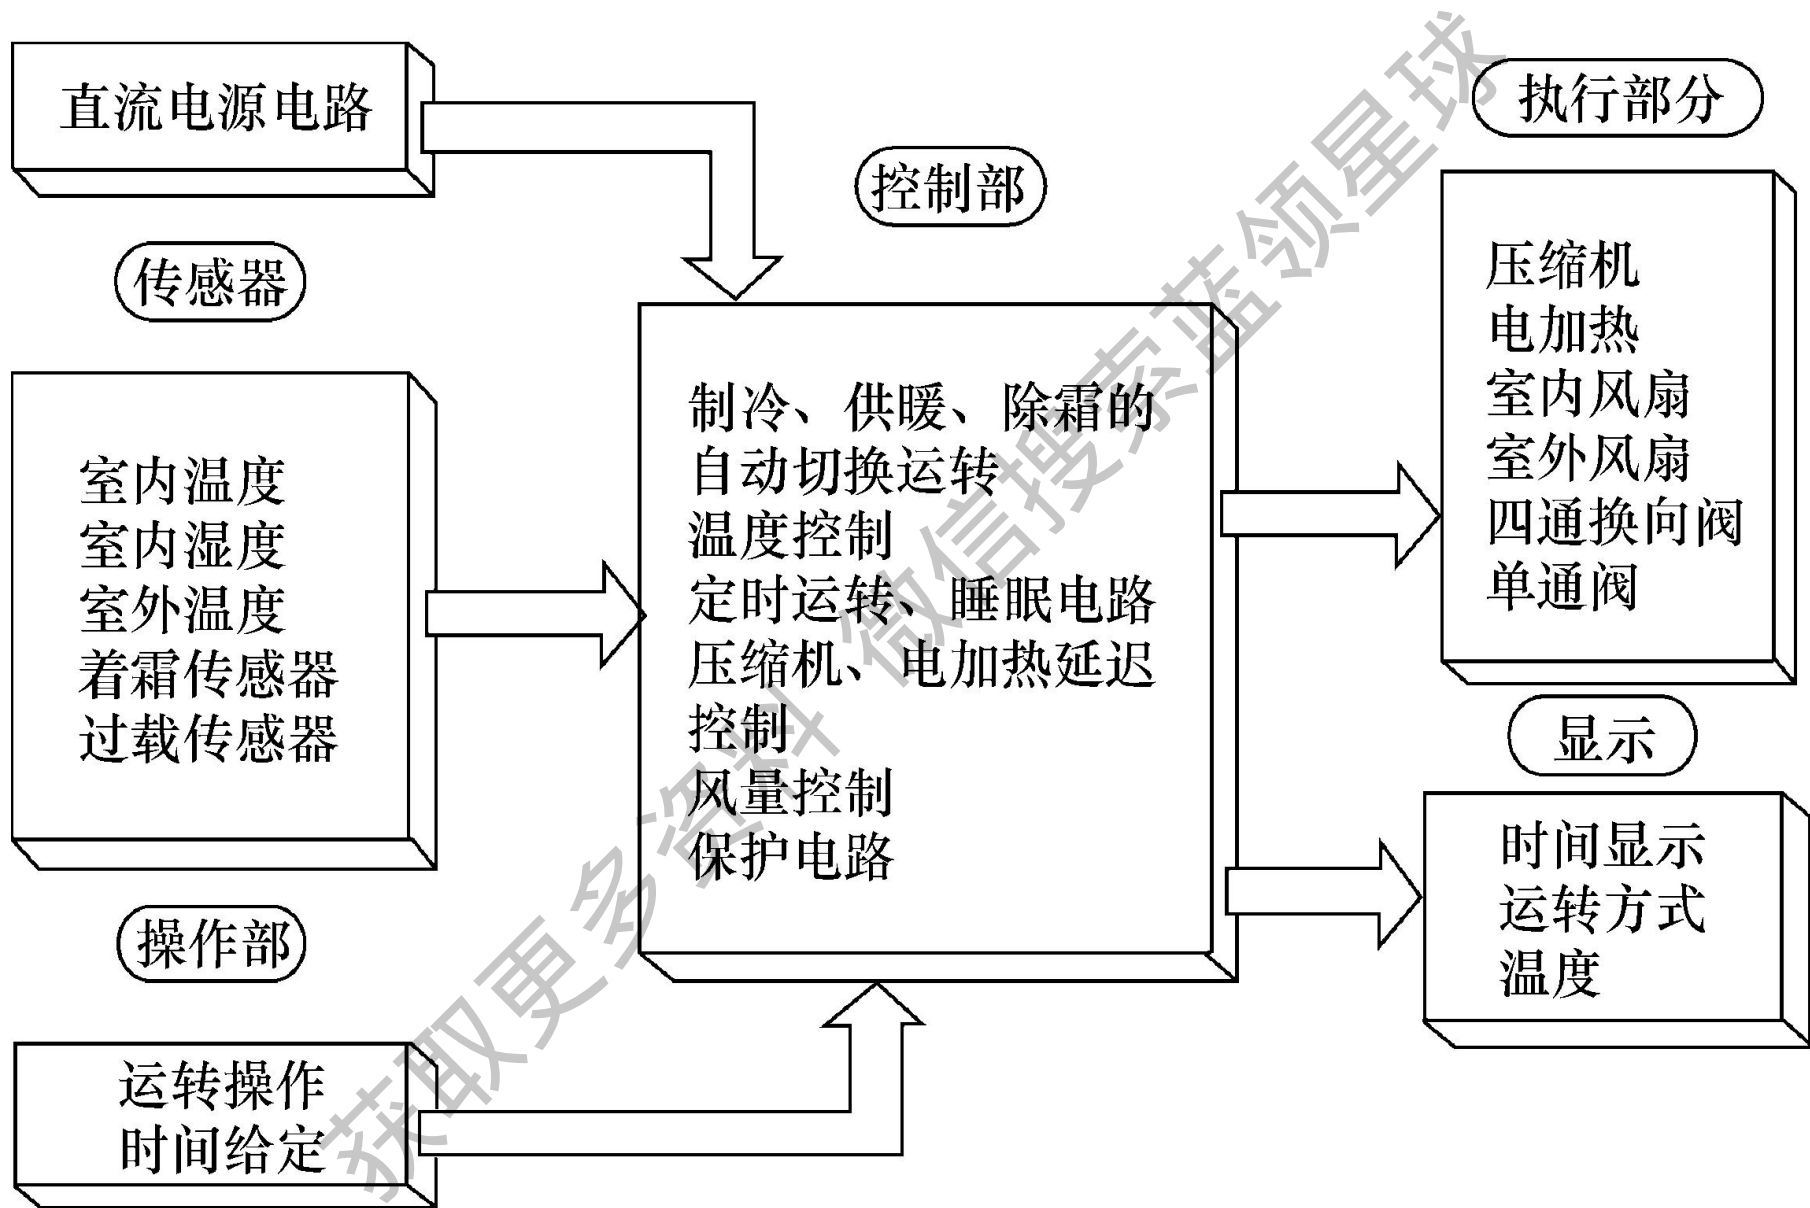 直流电源电路
传感器
室内温度
室内湿度
室外温度
着霜传感器
过载传感器
操作部
运转操作
时间给定
控制部
制冷、供暖、除霜的
自动切换运转
温度控制
定时运转、睡眠电路
压缩机、电加热延迟
控制
风量控制
保护电路
执行部分
压缩机
电加热
室内风扇
室外风扇
四通换向阀
单通阀
显示
时间显示
运转方式
温度
获取更多资料 微信搜索蓝领星球